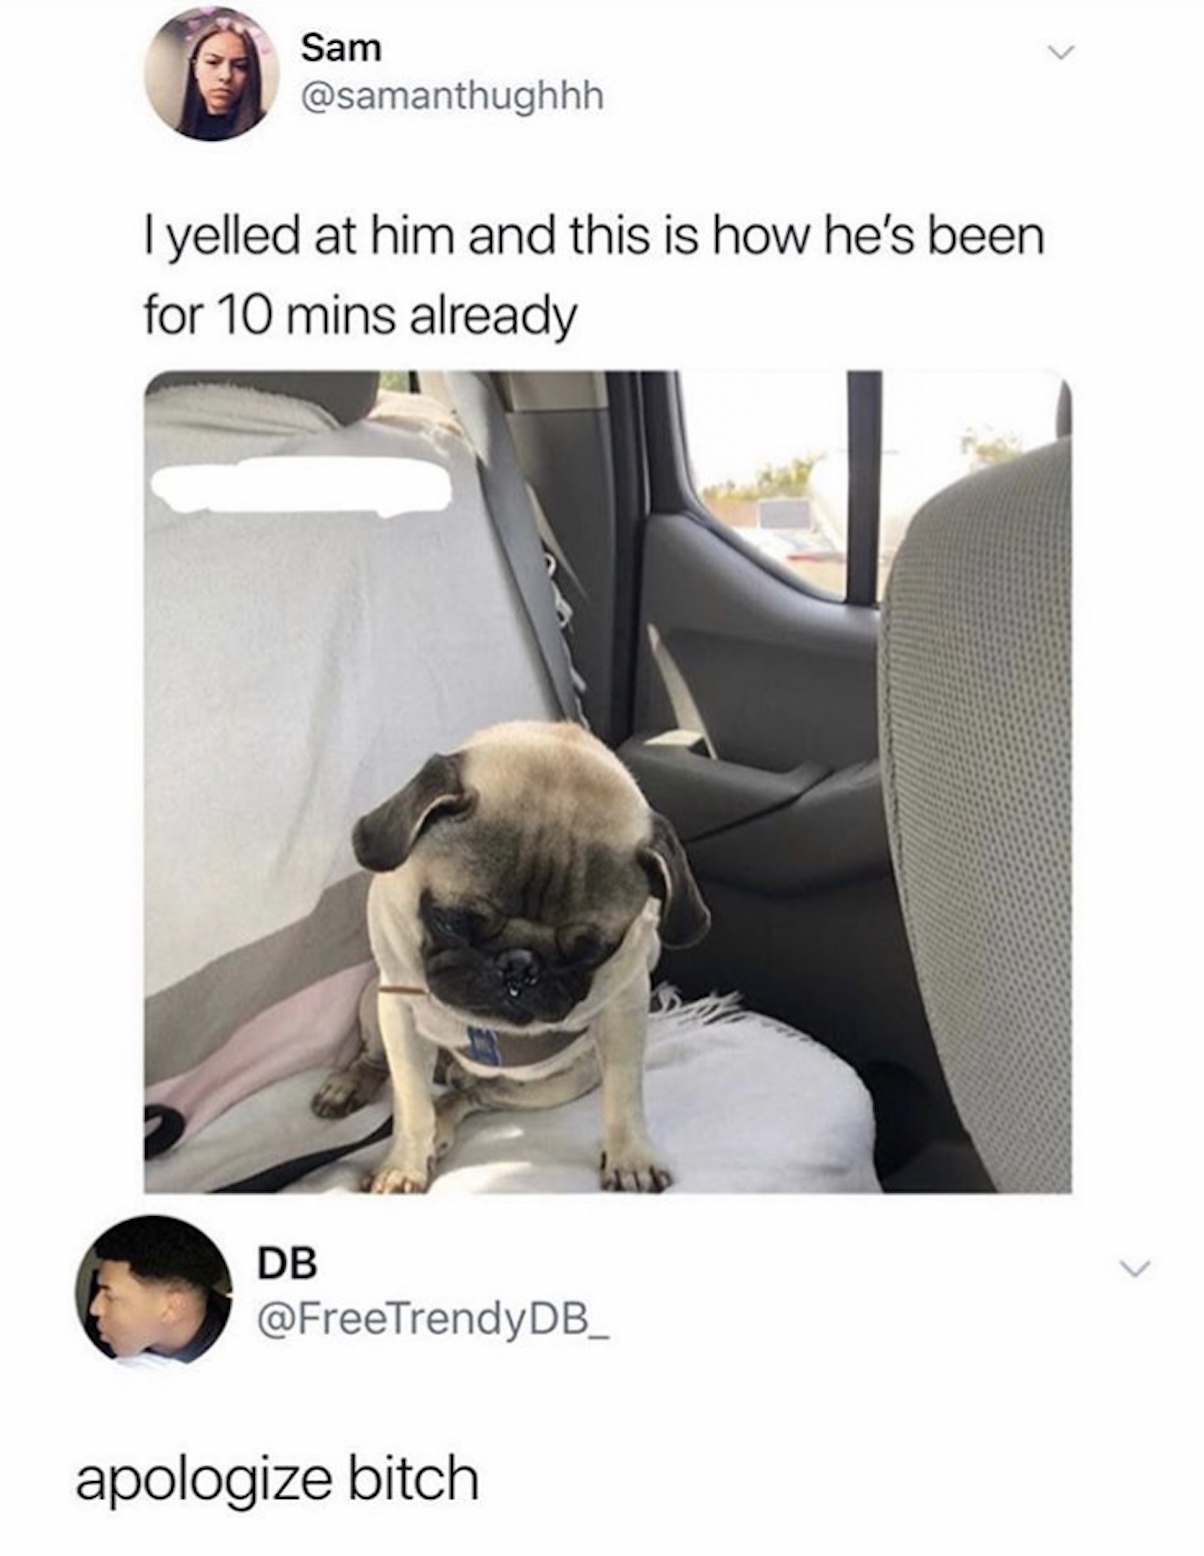 Sam
@samanthughhh
I yelled at him and this is how he's been
for 10 mins already
DB
@FreeTrendyDB_
apologize bitch